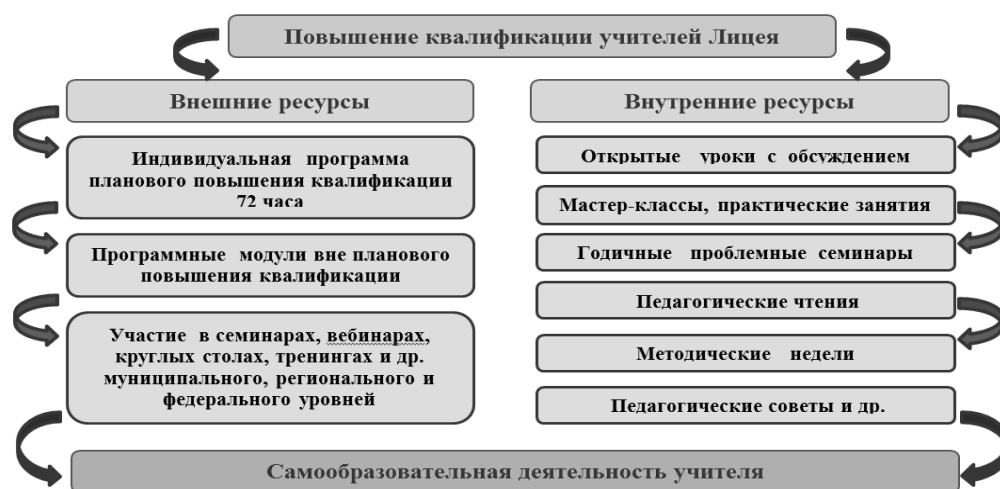 Повышение квалификации учителей Лицея
Внешние ресурсы
Индивидуальная программа
планового повышения квалификации
72 часа
Программные модули вне планового
повышения квалификации
Участие в семинарах, вебинарах,
круглых столах, тренингах и др.
муниципального, регионального и
федерального уровней
Внутренние ресурсы
Открытые уроки с обсуждением
Мастер-классы, практические занятия
Годичные проблемные семинары
Педагогические чтения
Методические недели
Педагогические советы и др.
Самообразовательная деятельность учителя